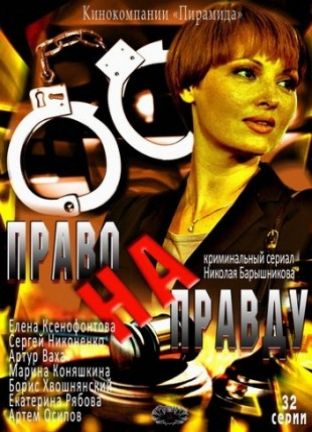 Кинокомпании «Пирамида»
ПРАВО
НА
ПРАВДУ
криминальный сериал
Николая Барышникова
Елена Ксенофонтова
Сергей Никоненко
Артур Ваха
Марина Коняшкина
Борис Хвошнянский
Екатерина Рябова
Артем Осипов
32
серии